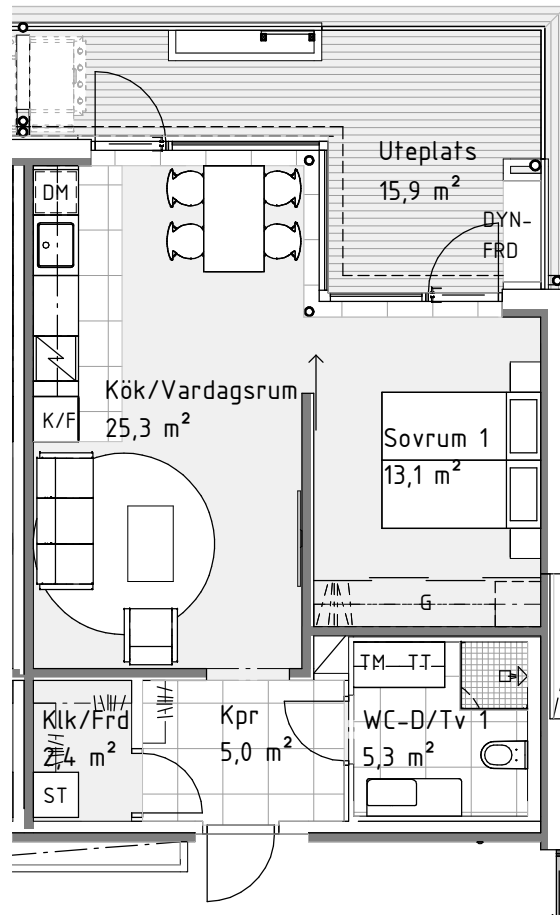 Uteplats
15,9 m²
DM
DYN-
FRD
Kök/Vardagsrum
25,3 m²
K/F
Sovrum 1
13,1 m²
G
TM TT
Klk/Frd
2,4 m²
Kpr
5,0 m²
WC-D/Tv 1
5,3 m²
ST